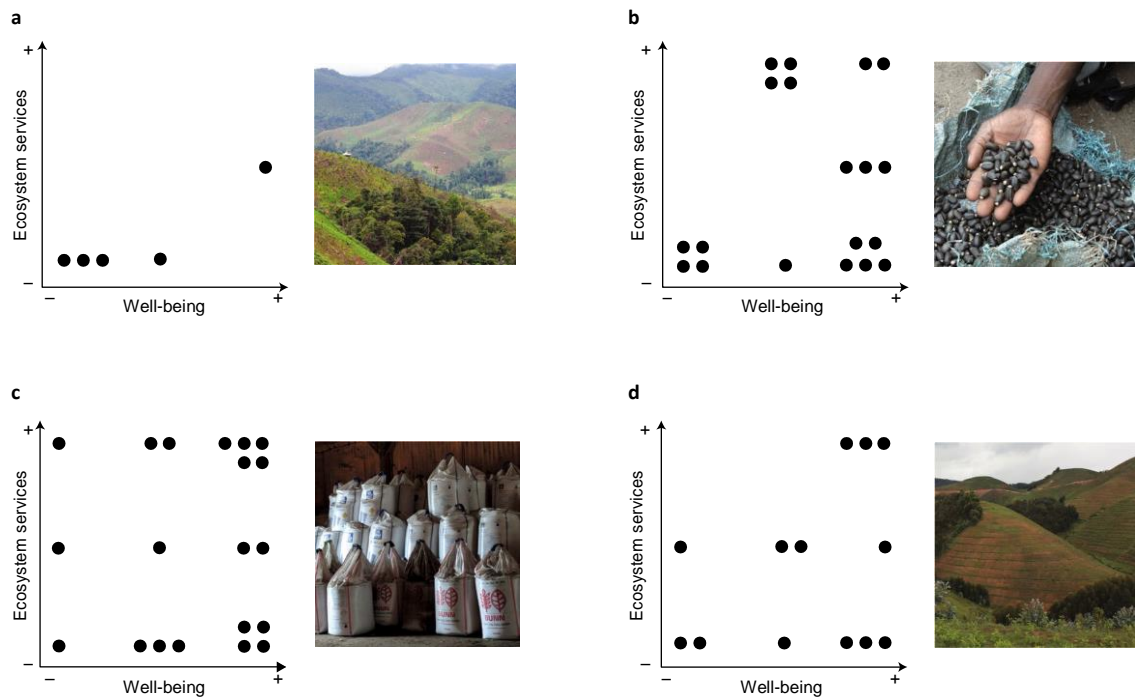 a
+
Ecosystem services
–
– +
Well-being
b
+
Ecosystem services
–
– +
Well-being
c
+
Ecosystem services
–
– +
Well-being
d
+
Ecosystem services
–
– +
Well-being